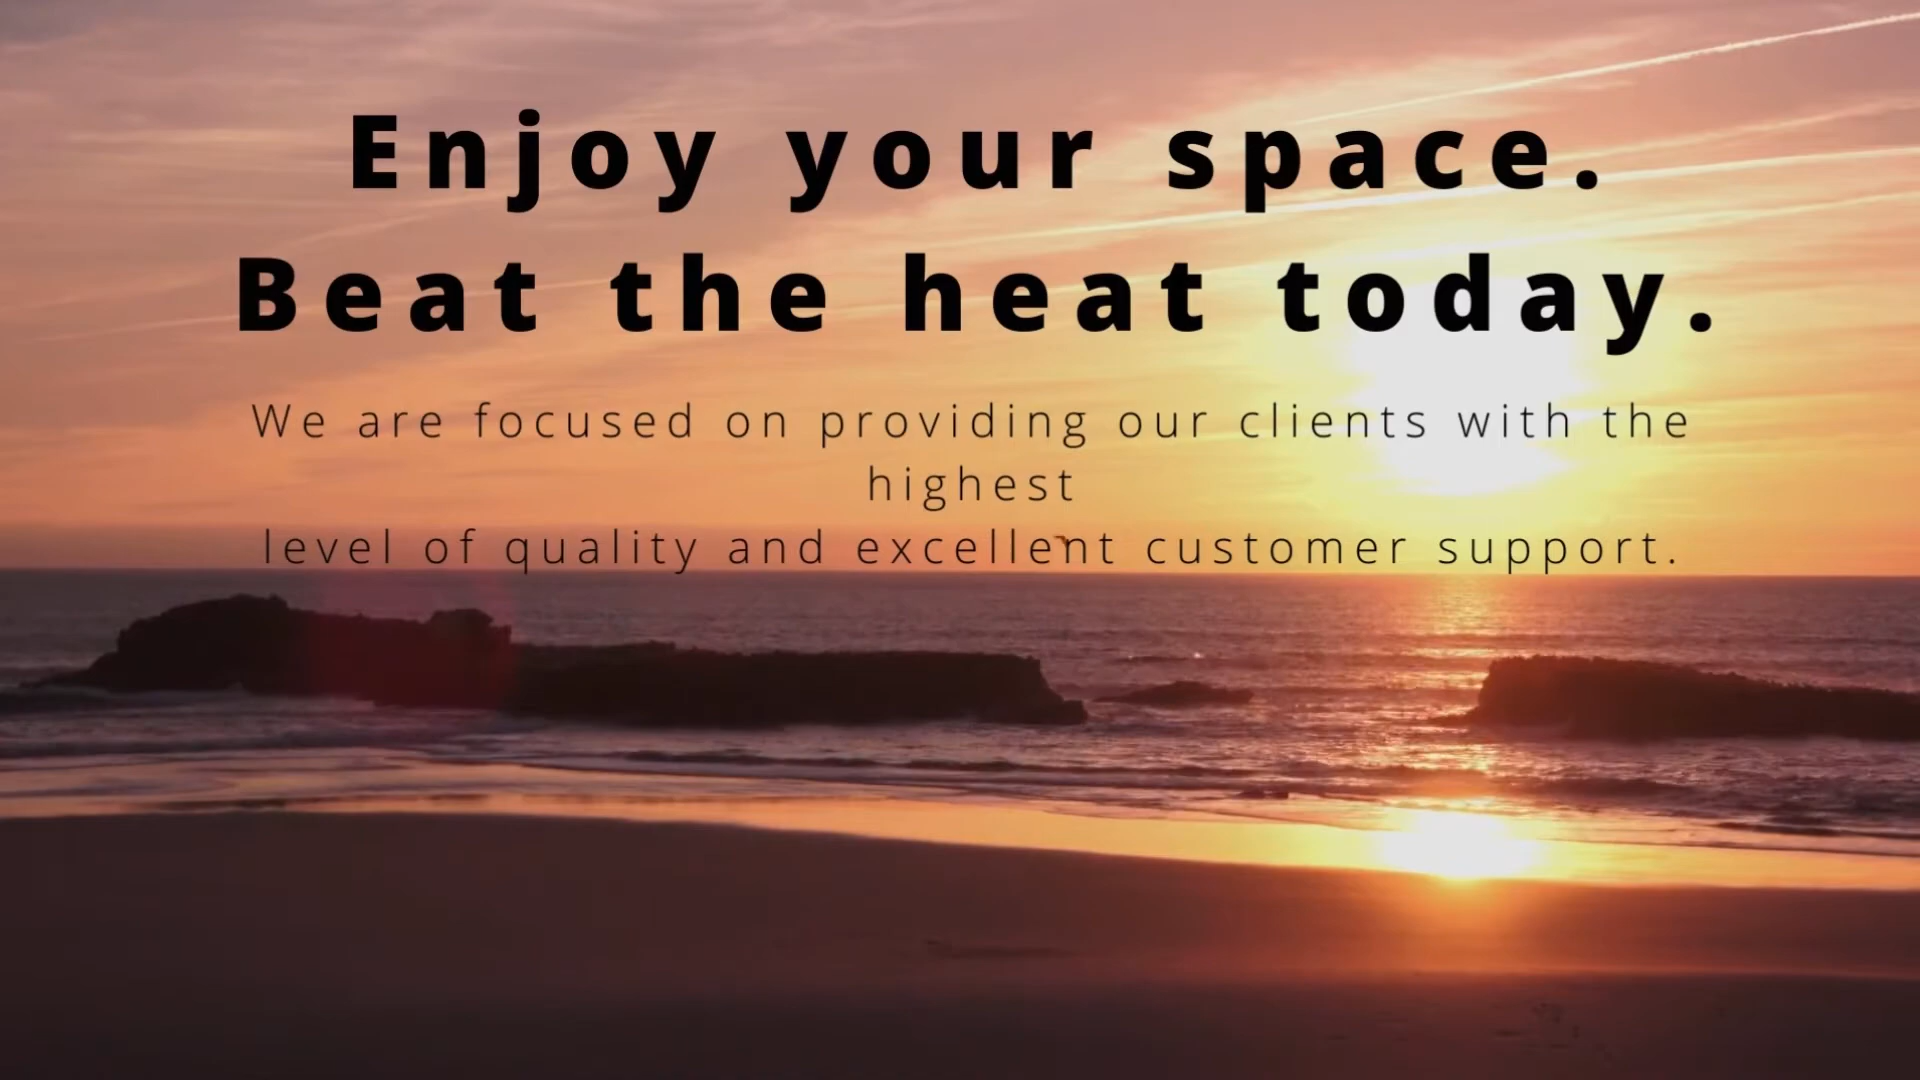 Enjoy your space.
Beat the heat today.
We are focused on providing our clients with the
highest
level of quality and excellent customer support.